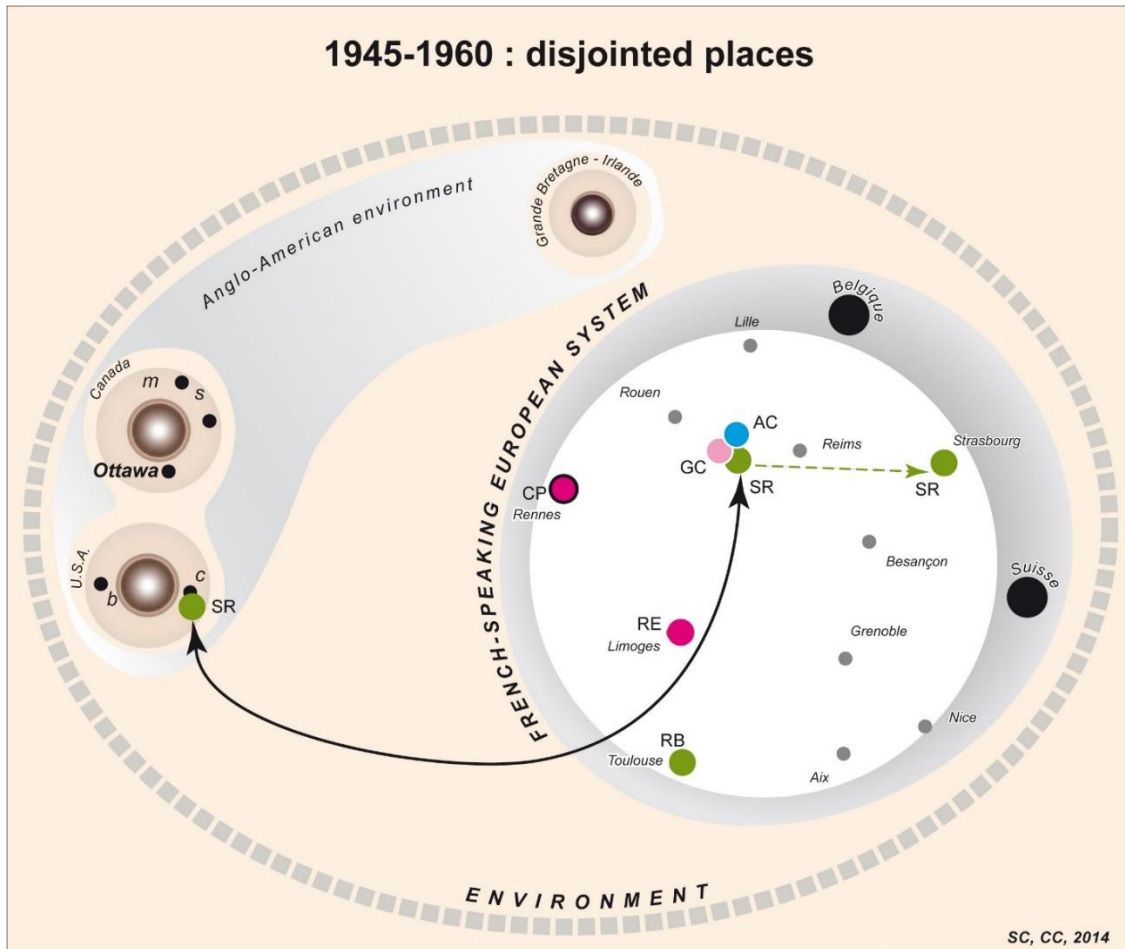 1945-1960 : disjointed places
Grande Bretagne - Irlande
Anglo-American environment
Canada
m
s
Ottawa
U.S.A.
b
c
SR
FRENCH-SPEAKING EUROPEAN SYSTEM
Belgique
Lille
Rouen
AC
GC
SR
Reims
Strasbourg
SR
CP
Rennes
Besançon
Suisse
RE
Limoges
Grenoble
RB
Toulouse
Nice
Aix
ENVIRONMENT
SC, CC, 2014